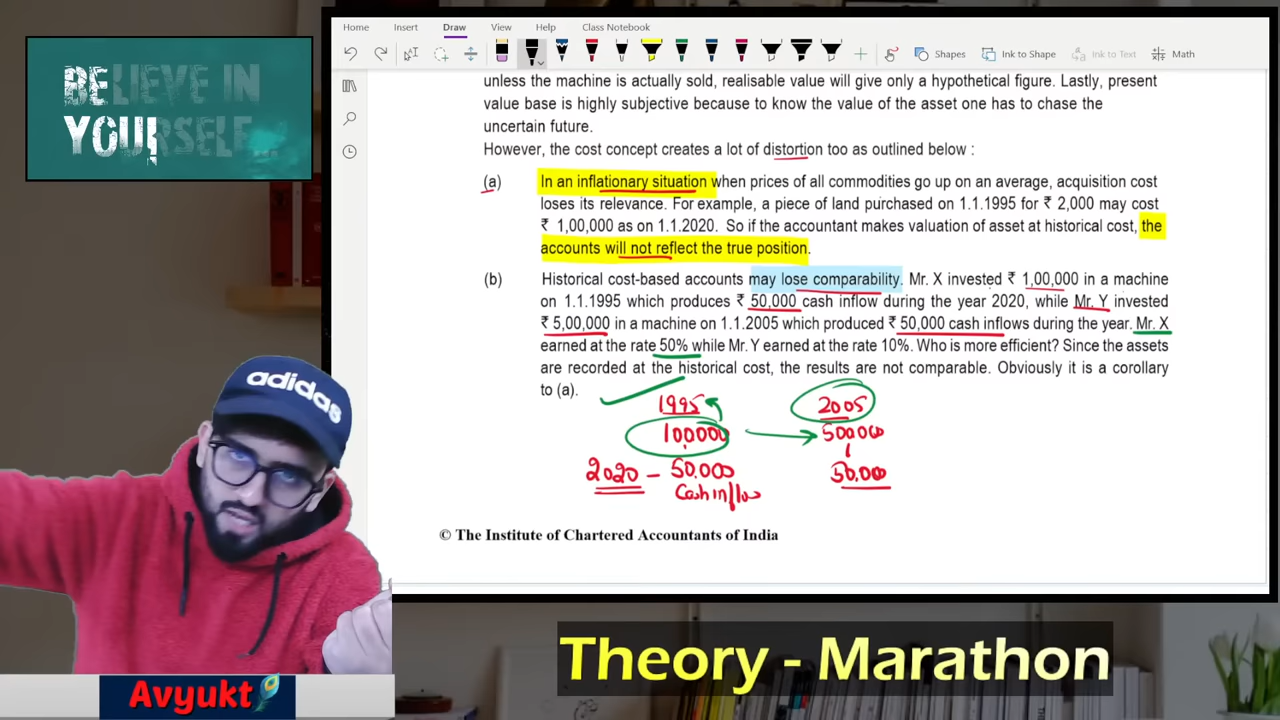 BELIEVE IN
YOURSELF...
Home Insert Draw View Help Class Notebook
Shapes Ink to Shape Ink to Text Math
unless the machine is actually sold, realisable value will give only a hypothetical figure. Lastly, present
value base is highly subjective because to know the value of the asset one has to chase the
uncertain future.
However, the cost concept creates a lot of distortion too as outlined below :
(a) In an inflationary situation when prices of all commodities go up on an average, acquisition cost
loses its relevance. For example, a piece of land purchased on 1.1.1995 for ₹ 2,000 may cost
₹ 1,00,000 as on 1.1.2020. So if the accountant makes valuation of asset at historical cost, the
accounts will not reflect the true position.
(b) Historical cost-based accounts may lose comparability. Mr. X invested ₹ 1,00,000 in a machine
on 1.1.1995 which produces ₹ 50,000 cash inflow during the year 2020, while Mr. Y invested
₹ 5,00,000 in a machine on 1.1.2005 which produced ₹ 50,000 cash inflows during the year. Mr. X
earned at the rate 50% while Mr. Y earned at the rate 10%. Who is more efficient? Since the assets
are recorded at the historical cost, the results are not comparable. Obviously it is a corollary
to (a).
1995 2005
100000 500000
2020 - 50.000 50.000
Cash inflow
© The Institute of Chartered Accountants of India
adidas
Theory - Marathon
Avyukt